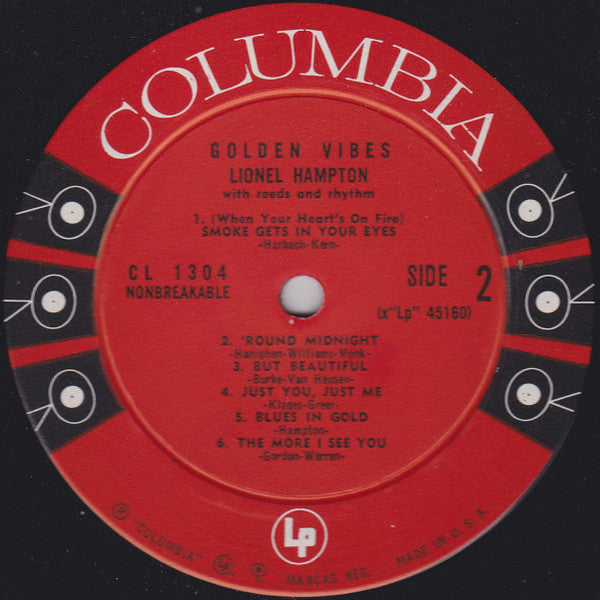 COLUMBIA
GOLDEN VIBES
LIONEL HAMPTON
with reeds and rhythm
1. (When Your Heart's On Fire)
SMOKE GETS IN YOUR EYES
-Harbach-Kern-
CL 1304
NONBREAKABLE
SIDE 2
(x"Lp" 45160)
2. 'ROUND MIDNIGHT
-Hanighen-Williams-Monk-
3. BUT BEAUTIFUL
-Burke-Van Heusen-
4. JUST YOU, JUST ME
-Klages-Greer-
5. BLUES IN GOLD
-Hampton-
6. THE MORE I SEE YOU
-Gordon-Warren-
Lp
"COLUMBIA" Lp MARCAS REG. MADE IN U.S.A.